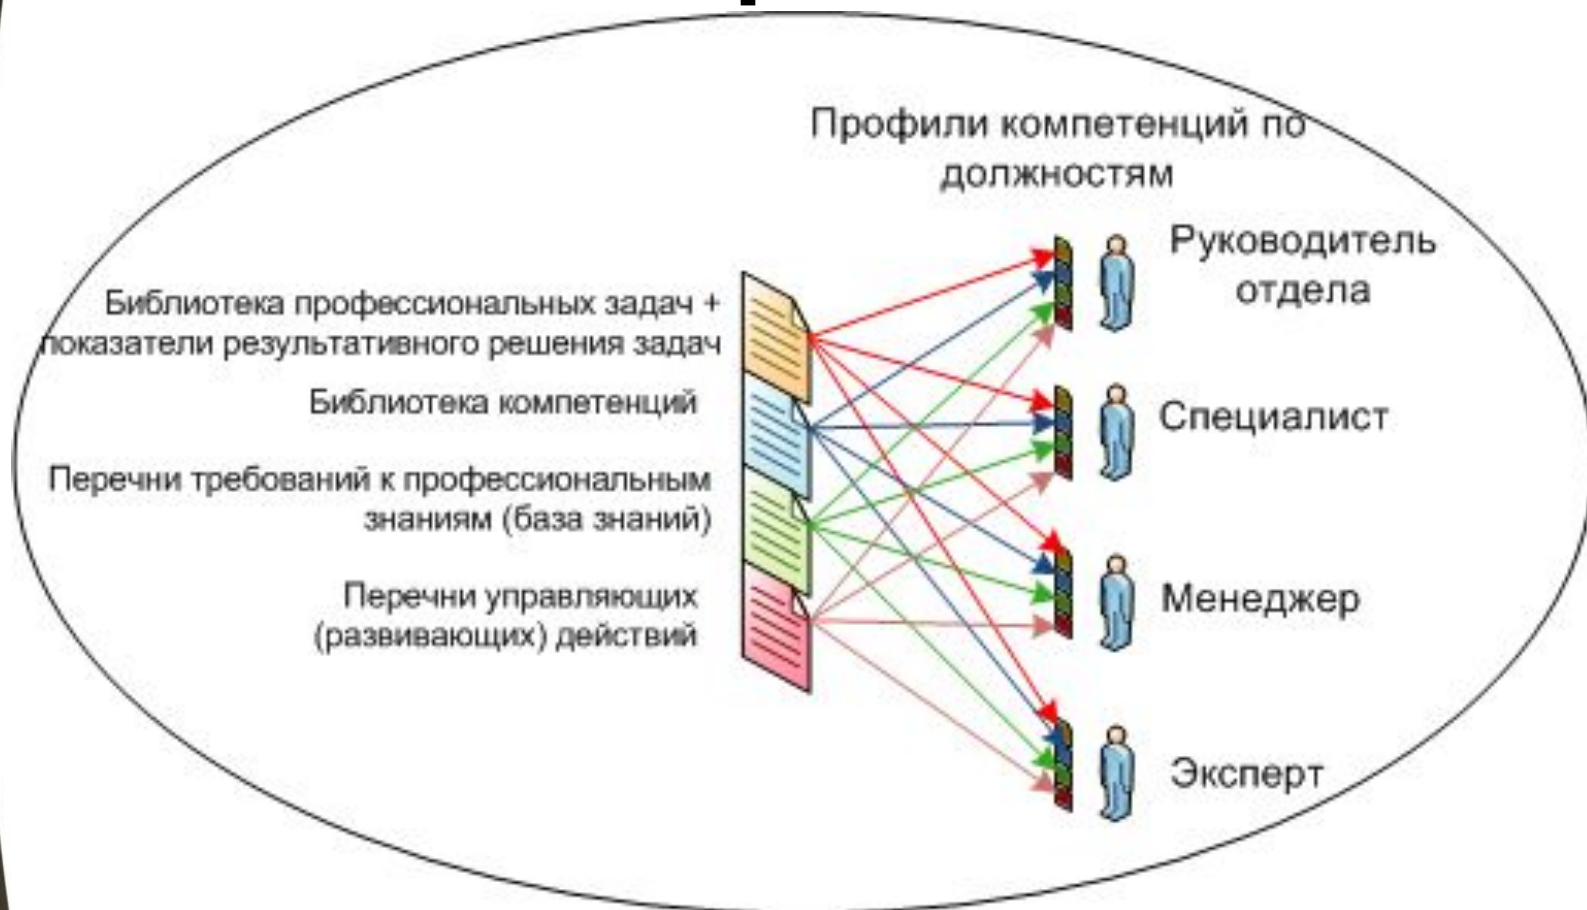 Профили компетенций по
должностям
Библиотека профессиональных задач +
показатели результативного решения задач
Библиотека компетенций
Перечни требований к профессиональным
знаниям (база знаний)
Перечни управляющих
(развивающих) действий
Руководитель
отдела
Специалист
Менеджер
Эксперт